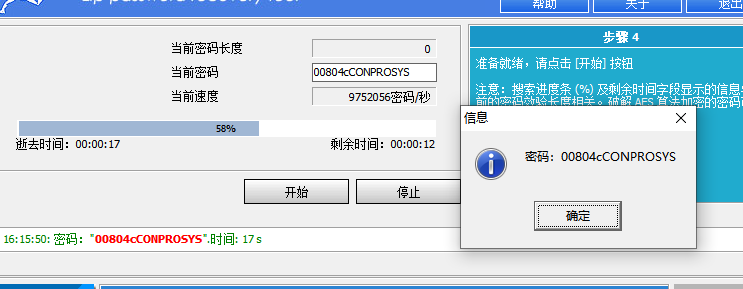 帮助
关于
退出
当前密码长度 0
当前密码 00804cCONPROSYS
当前速度 9752056密码/秒
58%
逝去时间: 00:00:17 剩余时间: 00:00:12
开始
停止
16:15:50: 密码: "00804cCONPROSYS".时间: 17 s
步骤 4
准备就绪，请点击 [开始] 按钮
注意: 搜索进度条 (%) 及剩余时间字段显示的信息
前的密码效验长度相关。破解 AES 算法加密的密码
信息
密码: 00804cCONPROSYS
确定